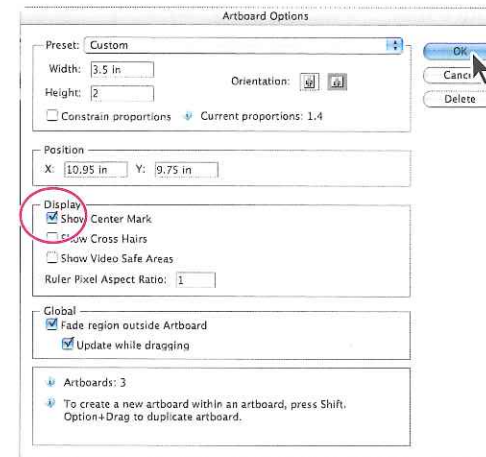 Artboard Options
Preset: Custom
Width: 3.5 in
Height: 2
Orientation:
Constrain proportions Current proportions: 1.4
OK
Cance
Delete
Position
X: 10.95 in Y: 9.75 in
Display
Show Center Mark
Show Cross Hairs
Show Video Safe Areas
Ruler Pixel Aspect Ratio: 1
Global
Fade region outside Artboard
Update while dragging
Artboards: 3
To create a new artboard within an artboard, press Shift.
Option+Drag to duplicate artboard.